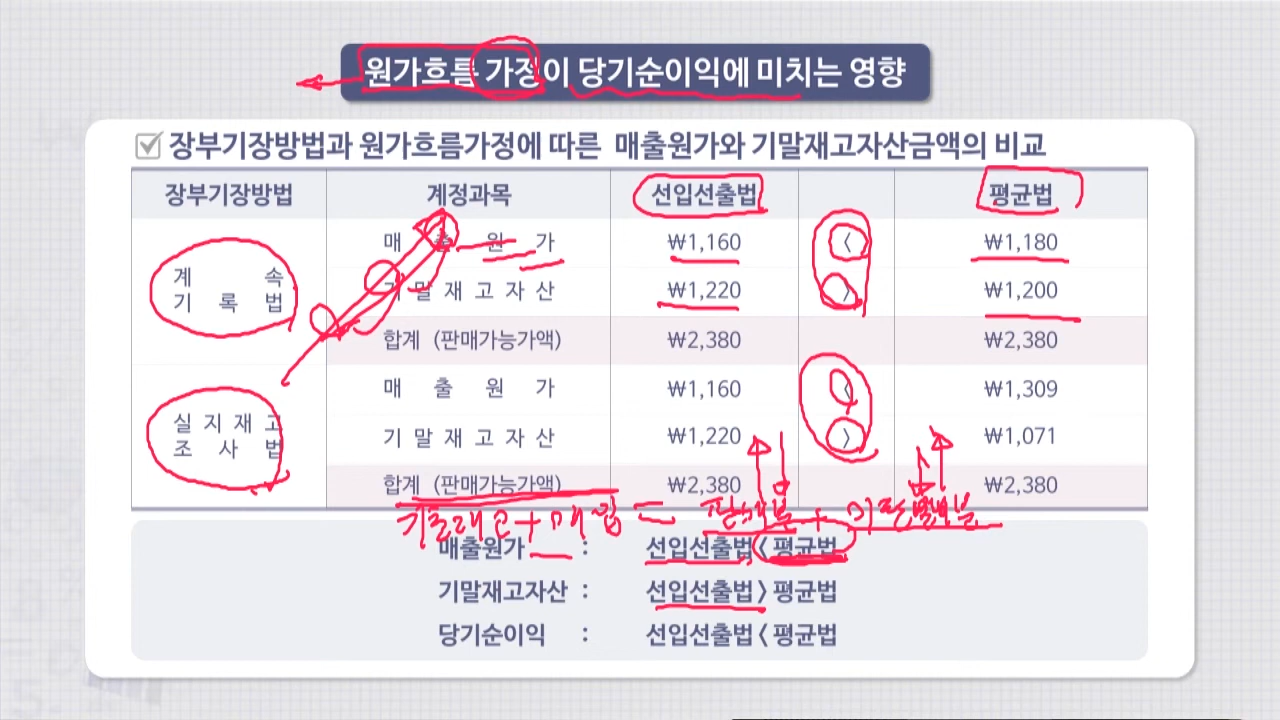 원가흐름 가정이 당기순이익에 미치는 영향
장부기장방법과 원가흐름가정에 따른 매출원가와 기말재고자산금액의 비교
장부기장방법 계정과목 선입선출법 평균법
계속기록법
매출원가 ₩1,160 < ₩1,180
기말재고자산 ₩1,220 > ₩1,200
합계 (판매가능가액) ₩2,380 ₩2,380
실지재고조사법
매출원가 ₩1,160 < ₩1,309
기말재고자산 ₩1,220 > ₩1,071
합계 (판매가능가액) ₩2,380 ₩2,380
+ 매입 = + 미판매분
매출원가 : 선입선출법 < 평균법
기말재고자산 : 선입선출법 > 평균법
당기순이익 : 선입선출법 < 평균법